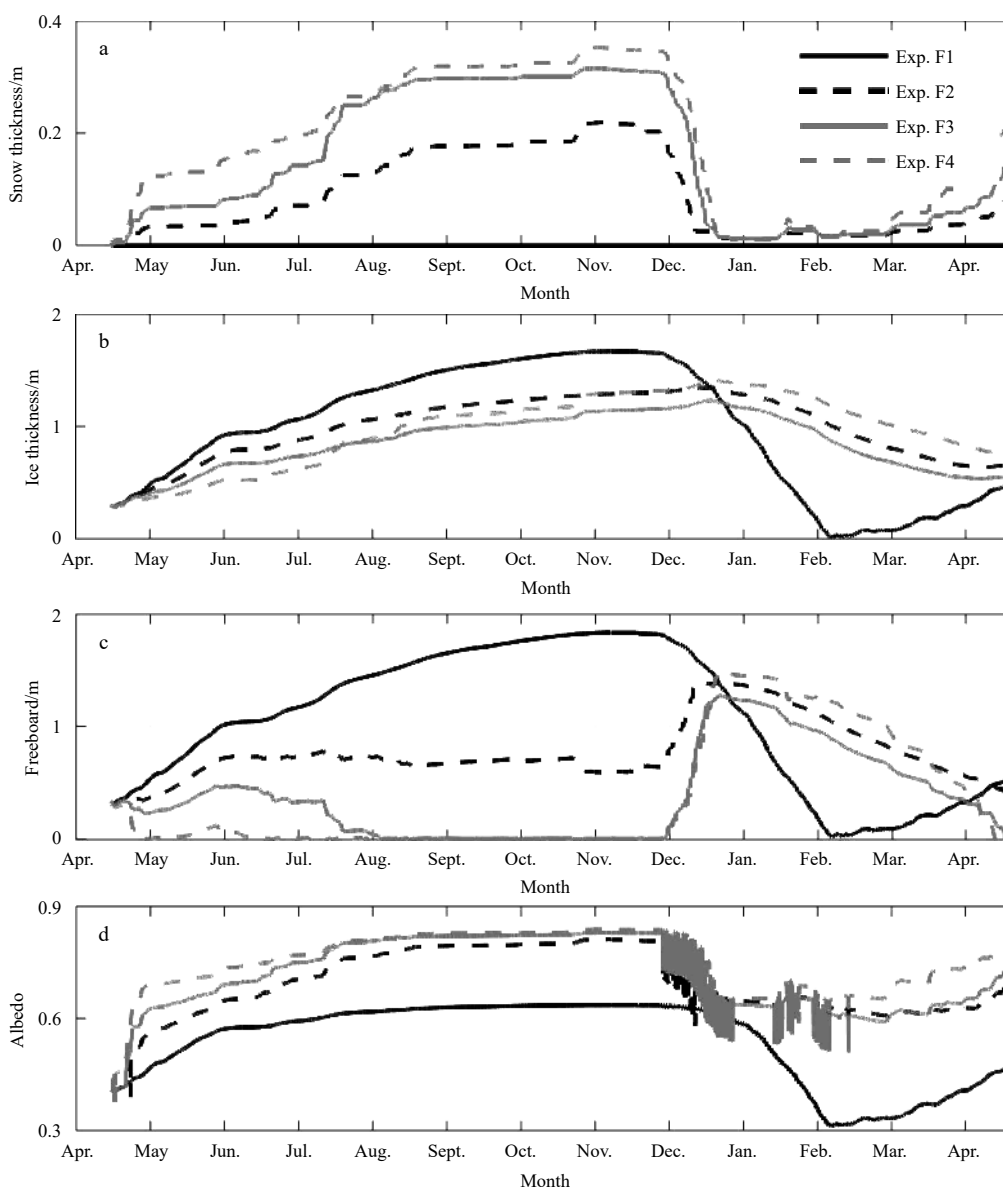 0.4
a
Exp. F1
Exp. F2
0.2
Exp. F3
Exp. F4
Snow thickness/m
0
Apr. May Jun. Jul. Aug. Sept. Oct. Nov. Dec. Jan. Feb. Mar. Apr.
Month
2
b
1
Ice thickness/m
0
Apr. May Jun. Jul. Aug. Sept. Oct. Nov. Dec. Jan. Feb. Mar. Apr.
Month
2
c
1
Freeboard/m
0
Apr. May Jun. Jul. Aug. Sept. Oct. Nov. Dec. Jan. Feb. Mar. Apr.
Month
0.9
d
0.6
Albedo
0.3
Apr. May Jun. Jul. Aug. Sept. Oct. Nov. Dec. Jan. Feb. Mar. Apr.
Month